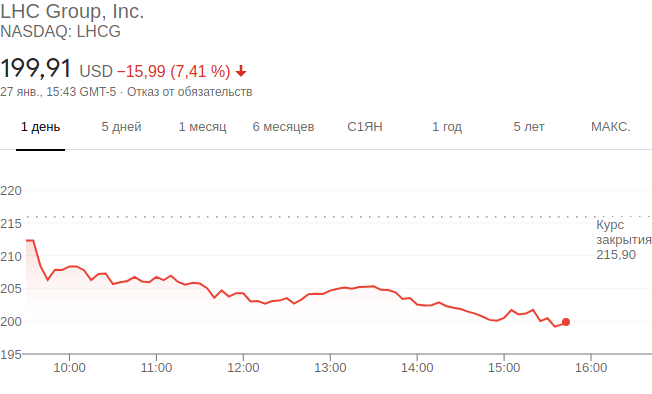 LHC Group, Inc.
NASDAQ: LHCG
199,91 USD −15,99 (7,41 %)
27 янв., 15:43 GMT-5 · Отказ от обязательств
1 день 5 дней 1 месяц 6 месяцев С1ЯН 1 год 5 лет МАКС.
220
215
210
205
200
195
Курс
закрытия
215,90
10:00 11:00 12:00 13:00 14:00 15:00 16:00